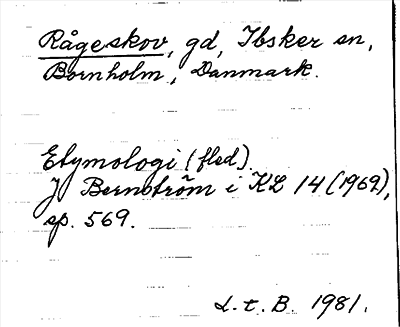 Rågeskov, gd, Ibsker sn,
Bornholm, Danmark.
Etymologi (fled).
J Bernström i KL 14 (1969),
sp. 569.
L. t. B. 1981.